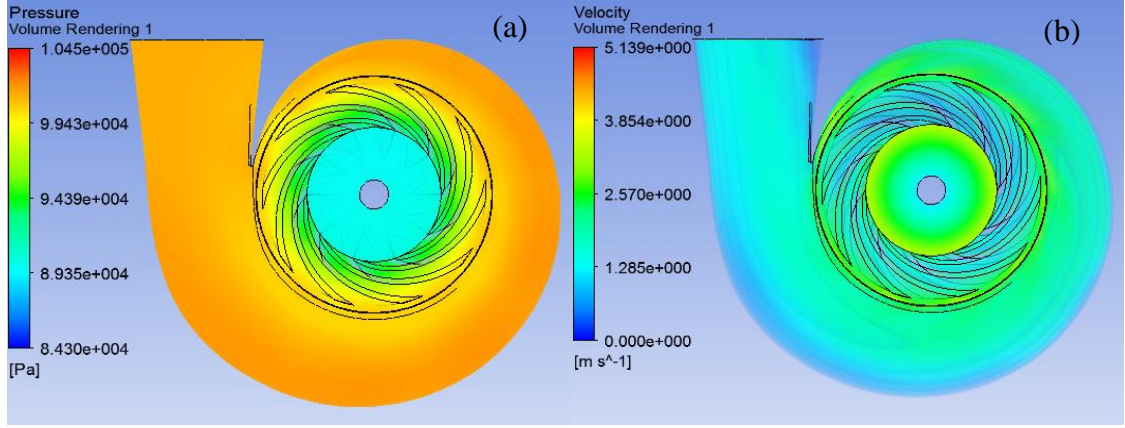 Pressure
Volume Rendering 1
(a)
1.045e+005
9.943e+004
9.439e+004
8.935e+004
8.430e+004
[Pa]
Velocity
Volume Rendering 1
(b)
5.139e+000
3.854e+000
2.570e+000
1.285e+000
0.000e+000
[m s^-1]